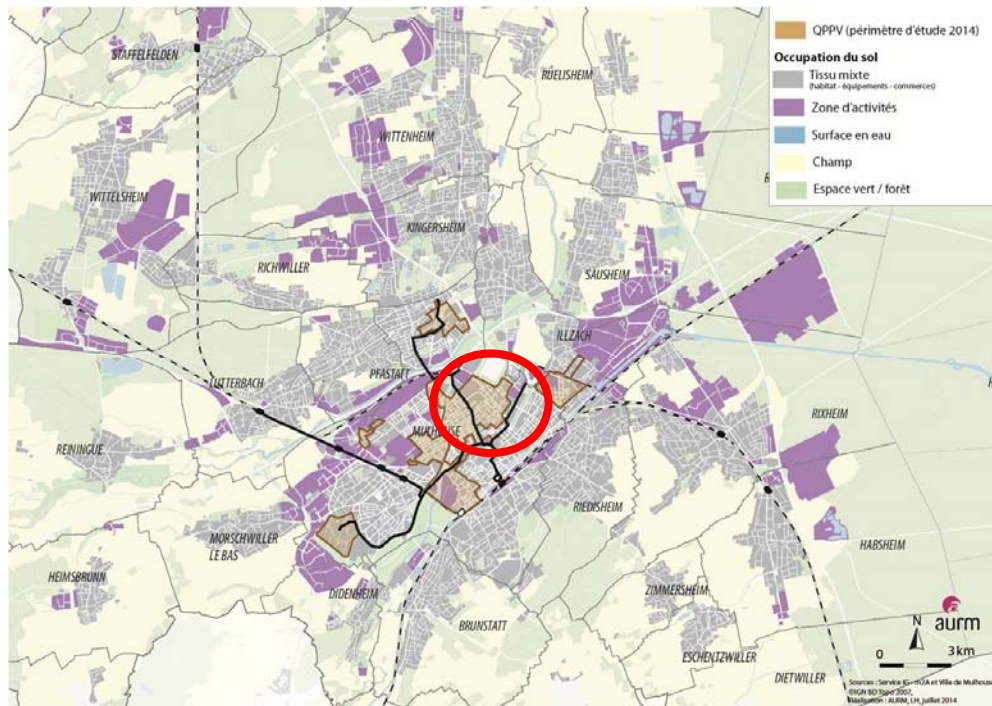 QPPV (périmètre d'étude 2014)
Occupation du sol
Tissu mixte
(habitat - équipements - commerces)
Zone d'activités
Surface en eau
Champ
Espace vert / forêt
STAFFELFELDEN
RUELISHEIM
WITTENHEIM
WITTELSHEIM
KINGERSHEIM
RICHWILLER
SAUSHEIM
ILLZACH
PFASTATT
LUTTERBACH
RIXHEIM
REININGUE
RIEDISHEIM
MORSCHWILLER
LE BAS
HABSHEIM
HEIMSBRUNN
DIDENHEIM
ZIMMERSHEIM
BRUNSTATT
ESCHENTZWILLER
DIETWILLER
aurm
N
0 3 km
Sources : Service IG - m2A et Ville de Mulhouse
©IGN BD Topo 2007,
Réalisation : AURM, LH, Juillet 2014